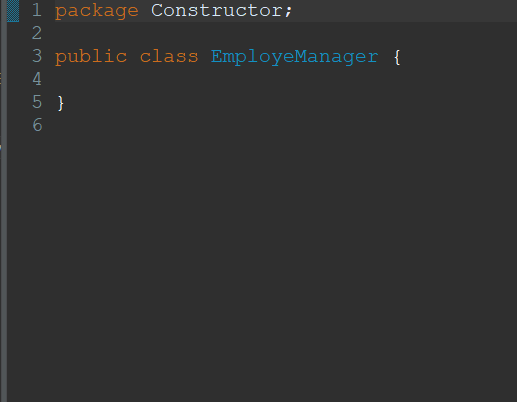 1 package Constructor;
2
3 public class EmployeManager {
4
5 }
6